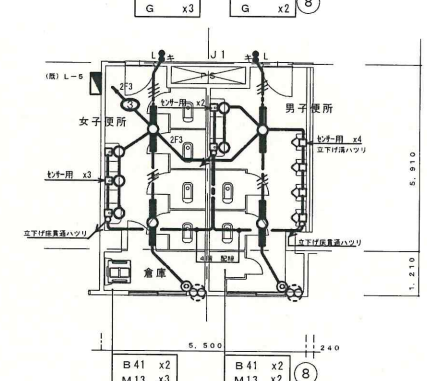 G x3
G x2
8
L キ J1 L キ
PS
(既) L-5
2F3
3
センサー用 x2
女子便所
男子便所
2F3
センサー用 x4
立下げ溝ハツリ
センサー用 x3
5,910
立下げ床貫通ハツリ
立下げ床貫通ハツリ
配線
倉庫
1,210
5,500
240
B41 x2
M13 x3
B41 x2
M13 x2
8